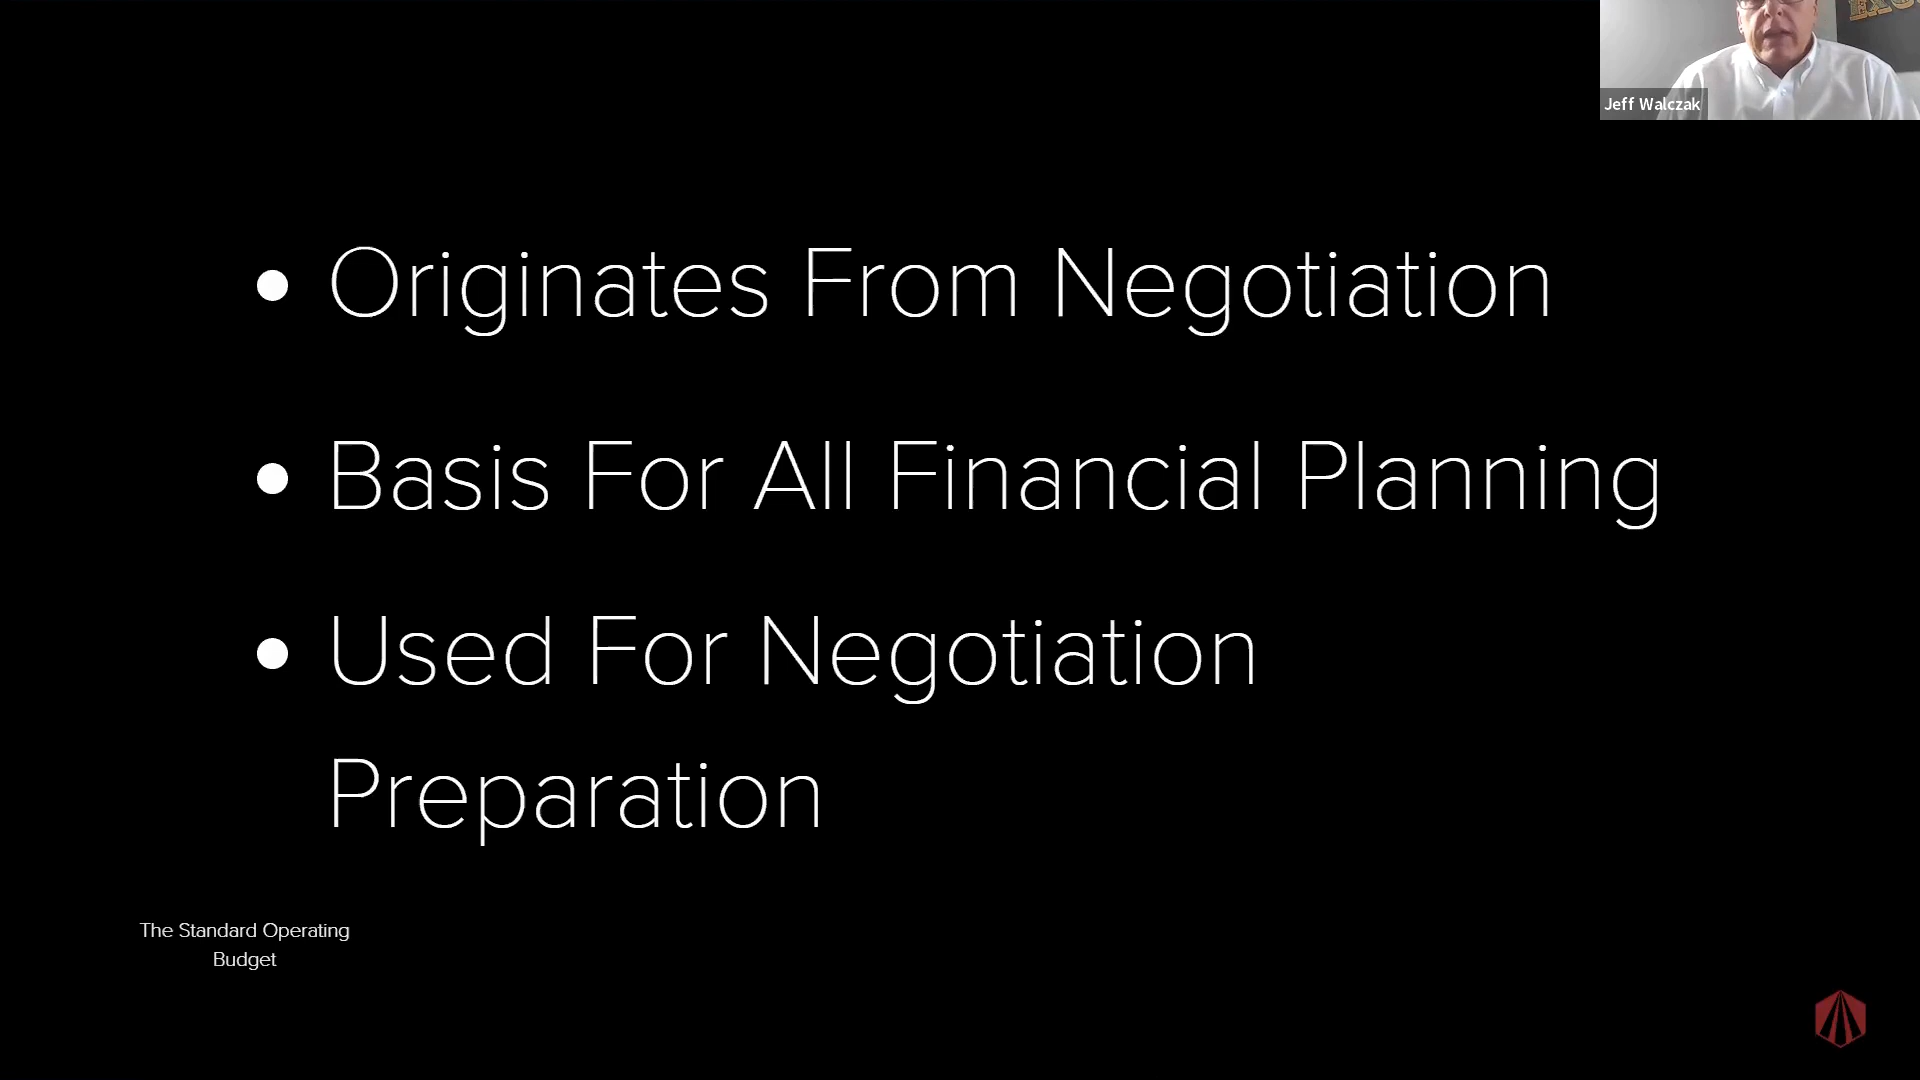 Jeff Walczak
• Originates From Negotiation
• Basis For All Financial Planning
• Used For Negotiation
Preparation
The Standard Operating
Budget